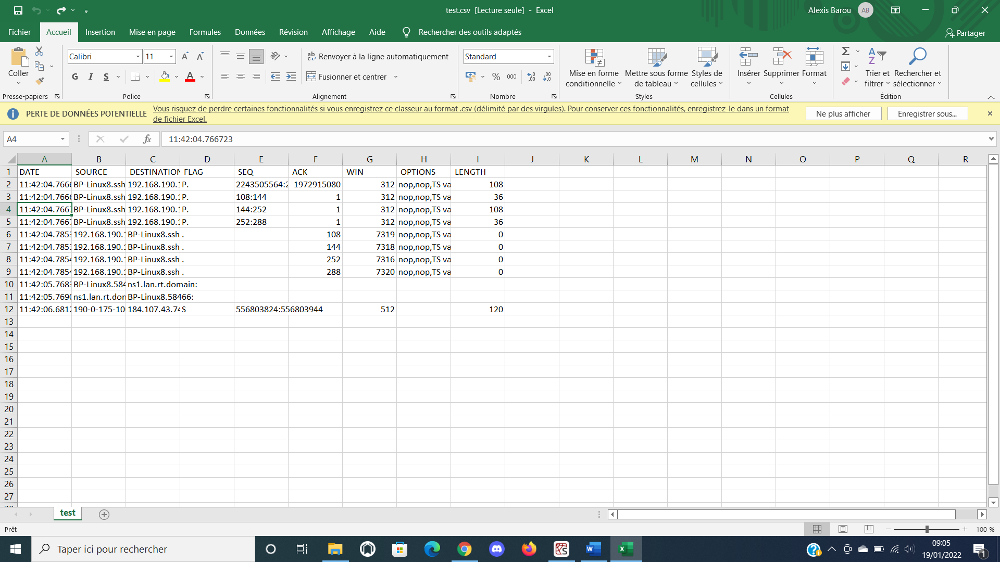 test.csv [Lecture seule] - Excel
Alexis Barou AB
Fichier Accueil Insertion Mise en page Formules Données Révision Affichage Aide Rechercher des outils adaptés Partager
Coller
Presse-papiers
Calibri 11
G I S
Police
Renvoyer à la ligne automatiquement
Fusionner et centrer
Alignement
Standard
% 000
Nombre
Mise en forme conditionnelle
Mettre sous forme de tableau
Styles de cellules
Styles
Insérer Supprimer Format
Cellules
Trier et filtrer
Rechercher et sélectionner
Édition
PERTE DE DONNÉES POTENTIELLE Vous risquez de perdre certaines fonctionnalités si vous enregistrez ce classeur au format .csv (délimité par des virgules). Pour conserver ces fonctionnalités, enregistrez-le dans un format
de fichier Excel.
Ne plus afficher Enregistrer sous...
A4 fx 11:42:04.766723
A B C D E F G H I J K L M N O P Q R
1 DATE SOURCE DESTINATION FLAG SEQ ACK WIN OPTIONS LENGTH
2 11:42:04.7666 BP-Linux8.ssh 192.168.190.1 P. 2243505564:2 1972915080 312 nop,nop,TS va 108
3 11:42:04.7666 BP-Linux8.ssh 192.168.190.1 P. 108:144 1 312 nop,nop,TS va 36
4 11:42:04.7667 BP-Linux8.ssh 192.168.190.1 P. 144:252 1 312 nop,nop,TS va 108
5 11:42:04.7667 BP-Linux8.ssh 192.168.190.1 P. 252:288 1 312 nop,nop,TS va 36
6 11:42:04.7853 192.168.190.1 BP-Linux8.ssh . 108 7319 nop,nop,TS va 0
7 11:42:04.7853 192.168.190.1 BP-Linux8.ssh . 144 7318 nop,nop,TS va 0
8 11:42:04.7854 192.168.190.1 BP-Linux8.ssh . 252 7316 nop,nop,TS va 0
9 11:42:04.7854 192.168.190.1 BP-Linux8.ssh . 288 7320 nop,nop,TS va 0
10 11:42:05.7683 BP-Linux8.584 ns1.lan.rt.domain:
11 11:42:05.7690 ns1.lan.rt.don BP-Linux8.58466:
12 11:42:06.6812 190-0-175-10 184.107.43.74 S 556803824:556803944 512 120
13
14
15
16
17
18
19
20
21
22
23
24
25
26
27
test
Prêt
100 %
Taper ici pour rechercher
09:05
19/01/2022
1